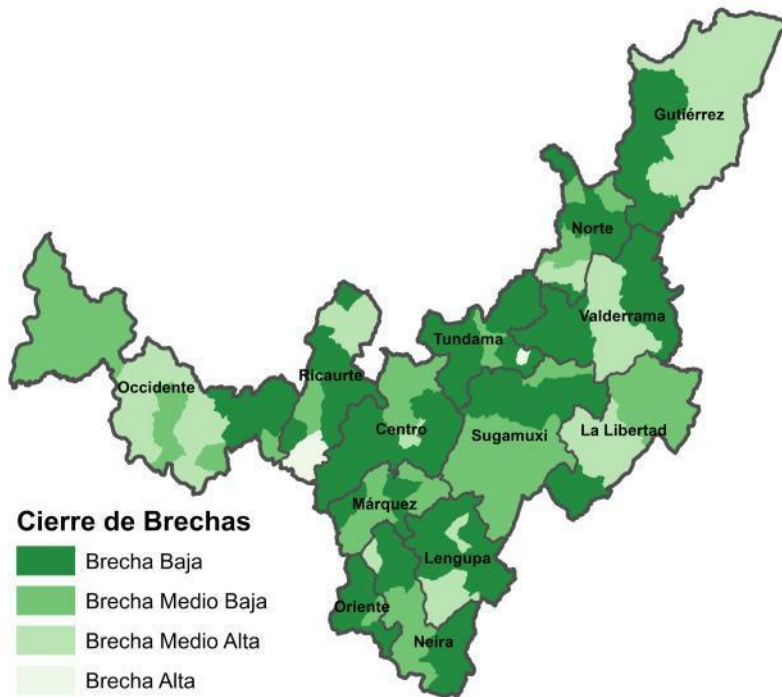 Gutiérrez
Norte
Valderrama
Tundama
Occidente
Ricaurte
Centro
Sugamuxi
La Libertad
Márquez
Lengupa
Oriente
Neira
Cierre de Brechas
Brecha Baja
Brecha Medio Baja
Brecha Medio Alta
Brecha Alta